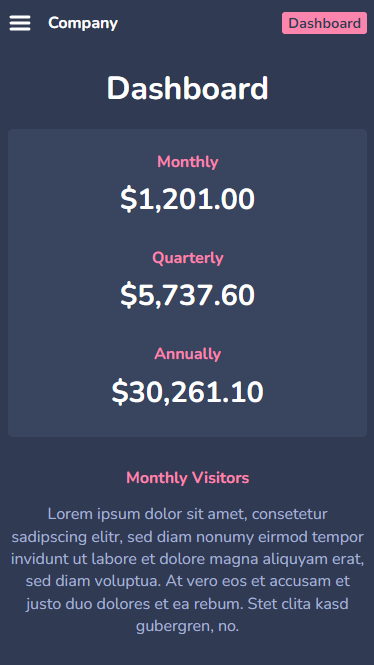 Company
Dashboard
Dashboard
Monthly
$1,201.00
Quarterly
$5,737.60
Annually
$30,261.10
Monthly Visitors
Lorem ipsum dolor sit amet, consetetur
sadipscing elitr, sed diam nonumy eirmod tempor
invidunt ut labore et dolore magna aliquyam erat,
sed diam voluptua. At vero eos et accusam et
justo duo dolores et ea rebum. Stet clita kasd
gubergren, no.